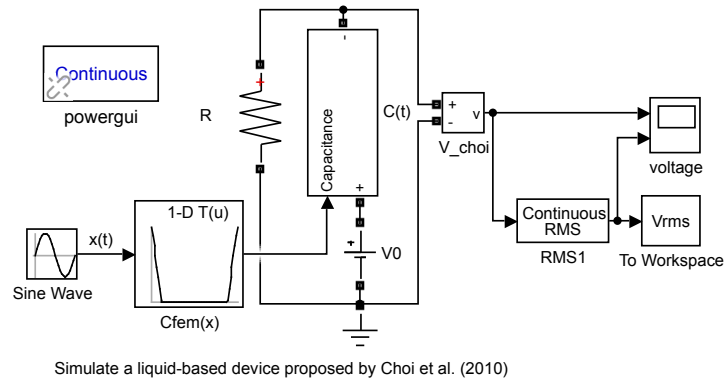 Continuous
powergui
R
-
Capacitance
+
C(t)
+
-
v
V_choi
voltage
Continuous
RMS
RMS1
Vrms
To Workspace
+
V0
+
1-D T(u)
Cfem(x)
x(t)
Sine Wave
Simulate a liquid-based device proposed by Choi et al. (2010)